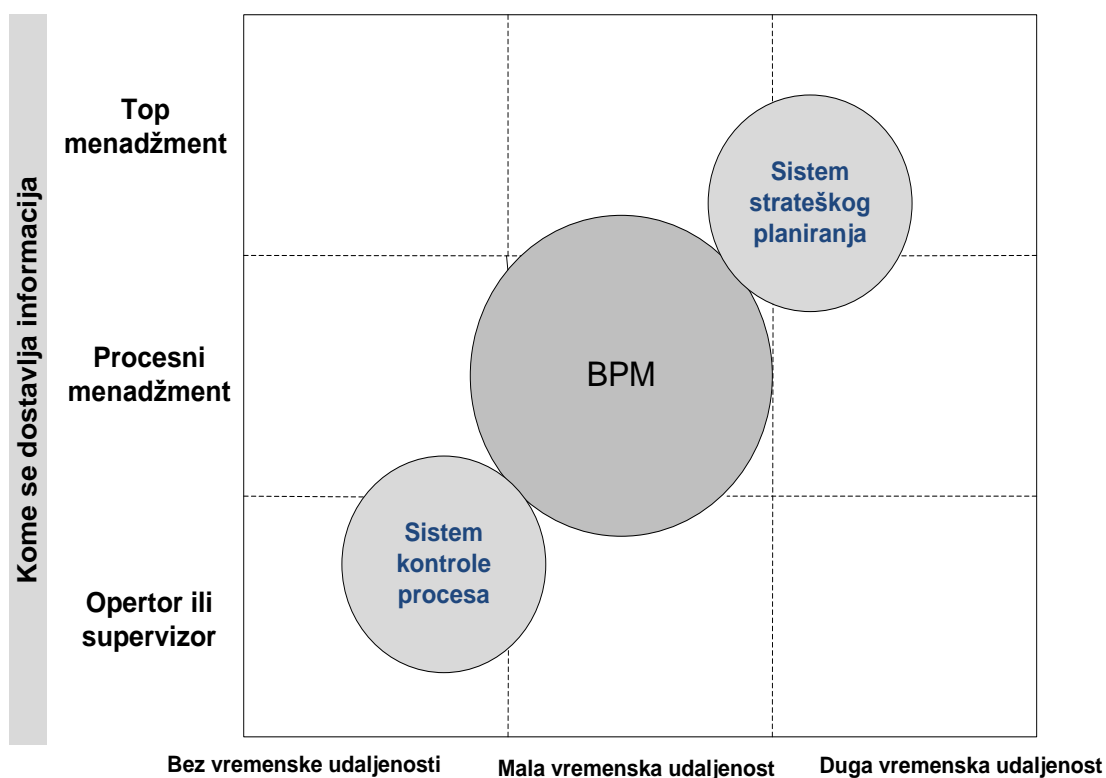 Kome se dostavlja informacija
Top
menadžment
Sistem
strateškog
planiranja
Procesni
menadžment
BPM
Sistem
kontrole
procesa
Opertor ili
supervizor
Bez vremenske udaljenosti
Mala vremenska udaljenost
Duga vremenska udaljenost